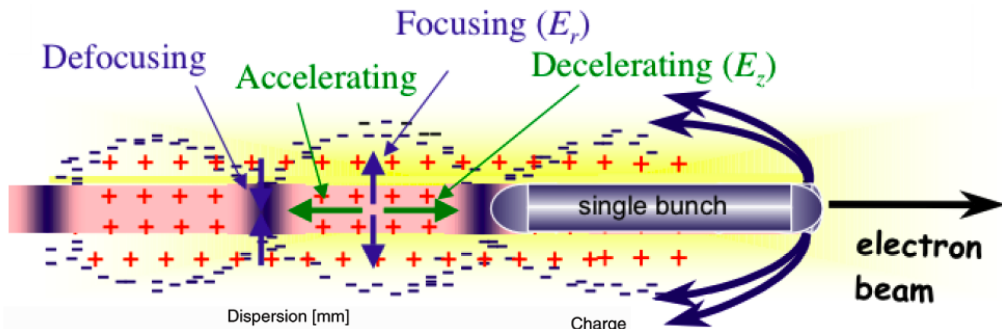 Focusing (E_r)
Defocusing
Accelerating
Decelerating (E_z)
single bunch
electron
beam
Dispersion [mm]
Charge